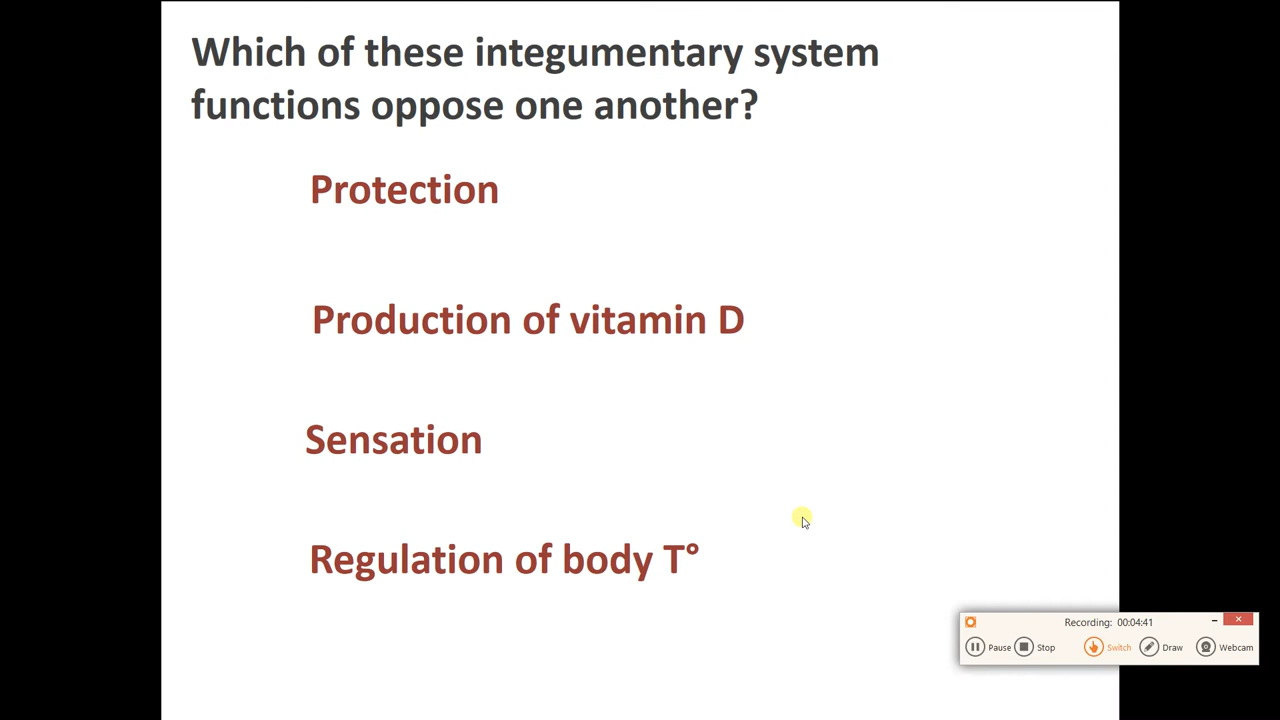 Which of these integumentary system
functions oppose one another?
Protection
Production of vitamin D
Sensation
Regulation of body T°
Recording: 00:04:41
Pause Stop Switch Draw Webcam